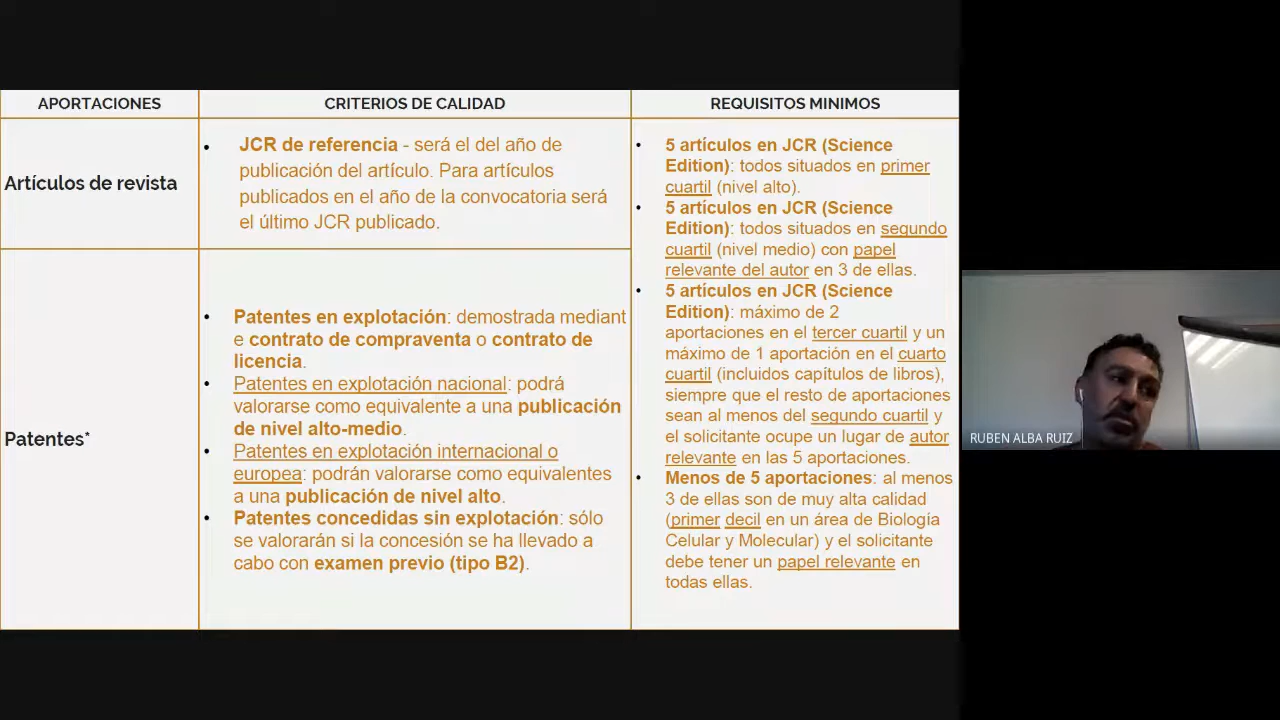 APORTACIONES
CRITERIOS DE CALIDAD
REQUISITOS MINIMOS
Artículos de revista
• JCR de referencia - será el del año de
publicación del artículo. Para artículos
publicados en el año de la convocatoria será
el último JCR publicado.
Patentes*
• Patentes en explotación: demostrada mediant
e contrato de compraventa o contrato de
licencia.
• Patentes en explotación nacional: podrá
valorarse como equivalente a una publicación
de nivel alto-medio.
• Patentes en explotación internacional o
europea: podrán valorarse como equivalentes
a una publicación de nivel alto.
• Patentes concedidas sin explotación: sólo
se valorarán si la concesión se ha llevado a
cabo con examen previo (tipo B2).
• 5 artículos en JCR (Science
Edition): todos situados en primer
cuartil (nivel alto).
• 5 artículos en JCR (Science
Edition): todos situados en segundo
cuartil (nivel medio) con papel
relevante del autor en 3 de ellas.
• 5 artículos en JCR (Science
Edition): máximo de 2
aportaciones en el tercer cuartil y un
máximo de 1 aportación en el cuarto
cuartil (incluidos capítulos de libros),
siempre que el resto de aportaciones
sean al menos del segundo cuartil y
el solicitante ocupe un lugar de autor
relevante en las 5 aportaciones.
• Menos de 5 aportaciones: al menos
3 de ellas son de muy alta calidad
(primer decil en un área de Biología
Celular y Molecular) y el solicitante
debe tener un papel relevante en
todas ellas.
RUBEN ALBA RUIZ